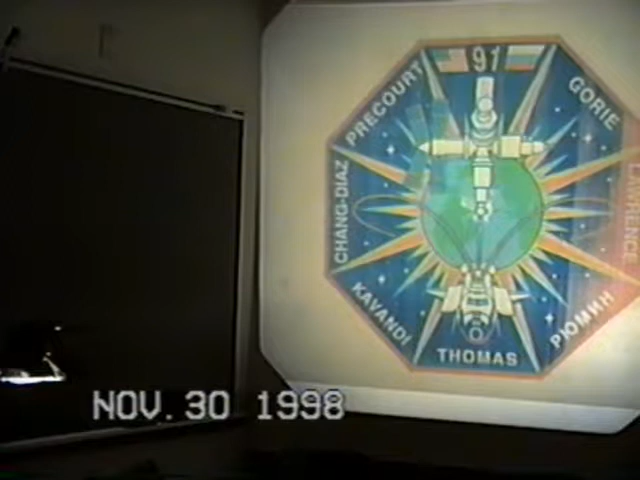 91
PRECOURT
GORIE
CHANG-DIAZ
LAWRENCE
KAVANDI
РЮМИН
THOMAS
NOV. 30 1998